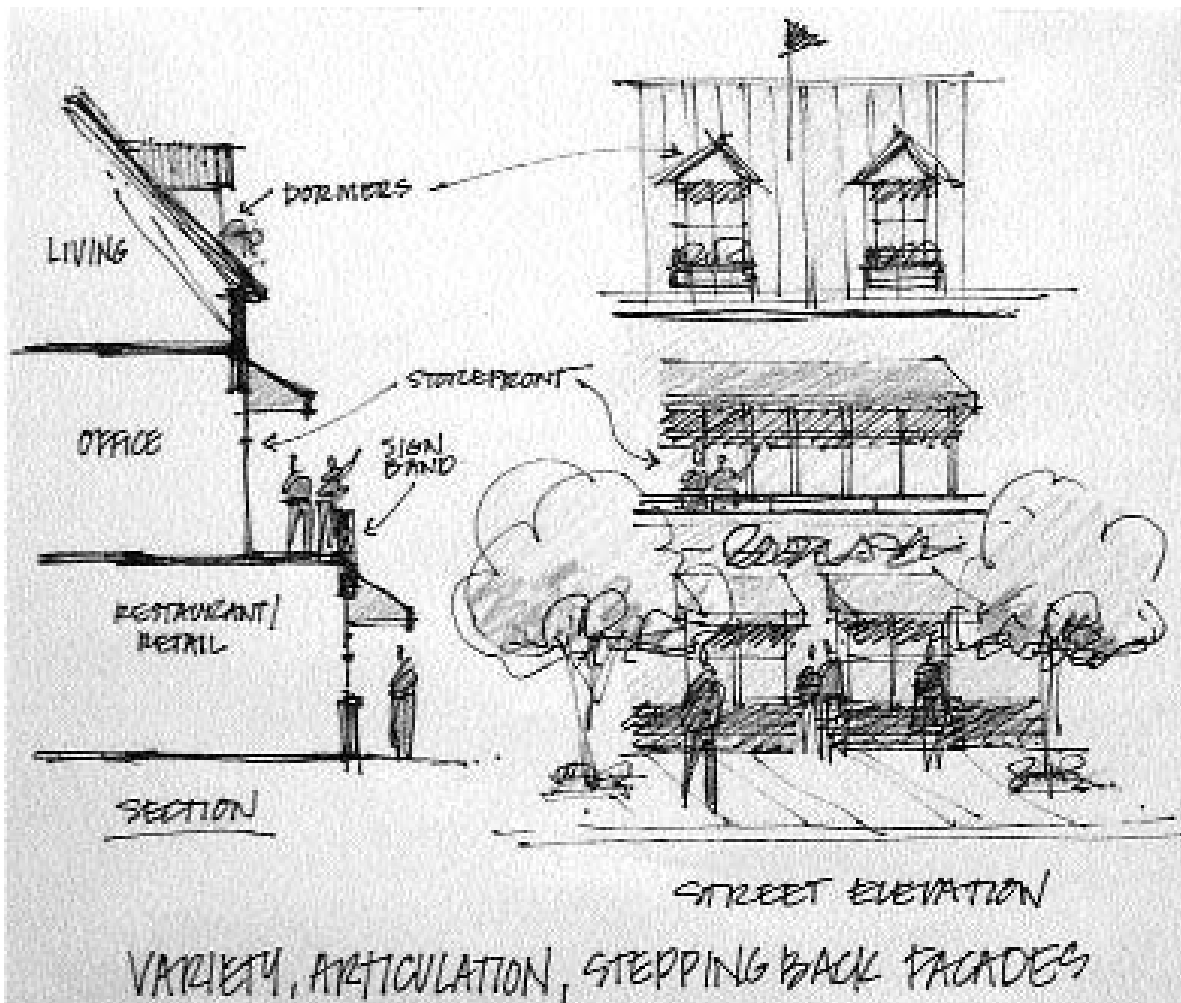 DORMERS
LIVING
STOREFRONT
OFFICE
SIGN
BAND
RESTAURANT/
RETAIL
SECTION
STREET ELEVATION
VARIETY, ARTICULATION, STEPPING BACK FACADES